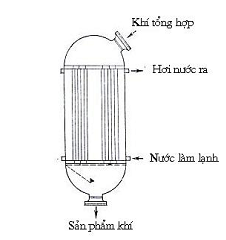 Khí tổng hợp
Hơi nước ra
Nước làm lạnh
Sản phẩm khí